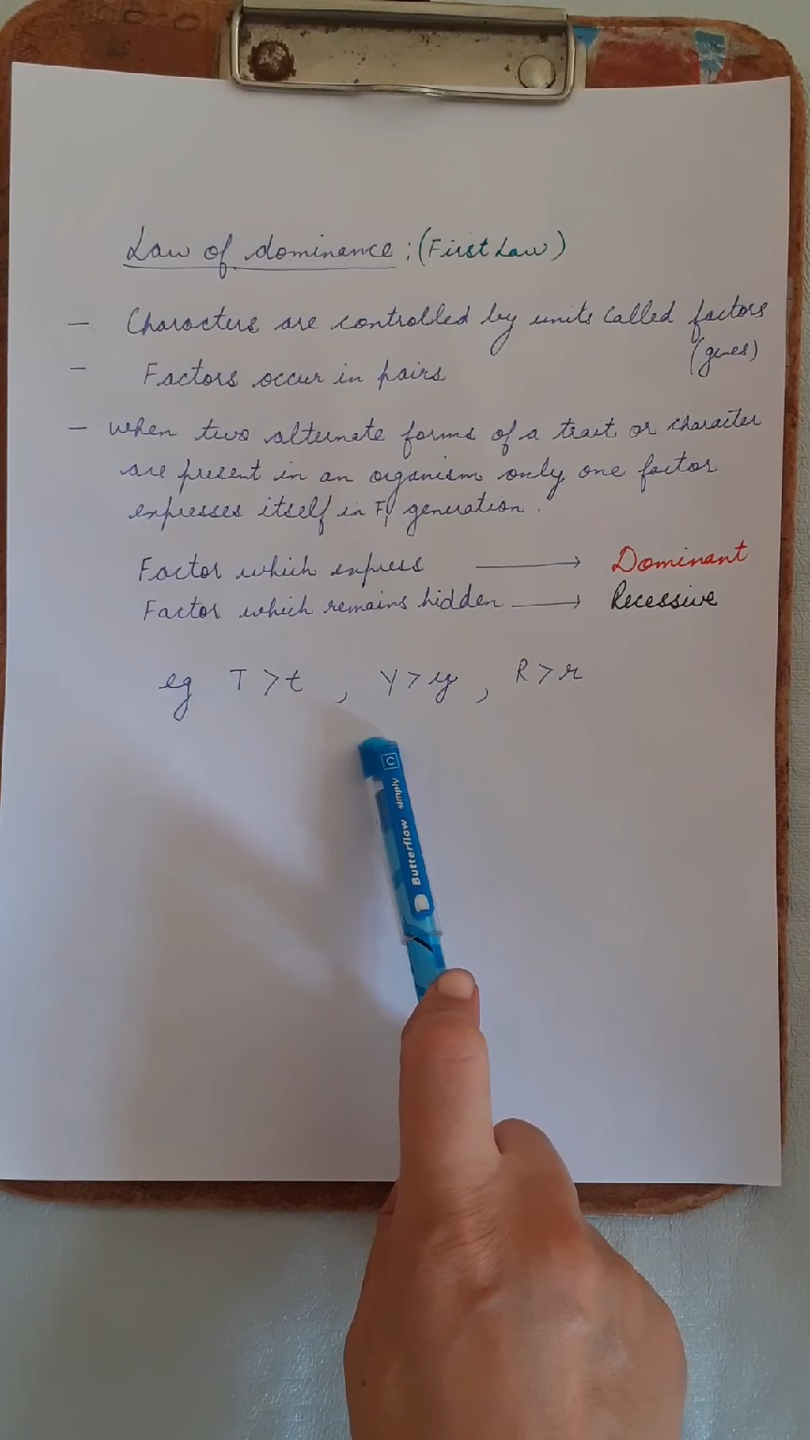 Law of dominance : (First Law)
- Characters are controlled by units called factors
(genes)
- Factors occur in pairs
- when two alternate forms of a trait or character
are present in an organism only one factor
expresses itself in F1 generation.
Factor which express → Dominant
Factor which remains hidden → Recessive
eg T > t , Y > y , R > r
Butterflow simply